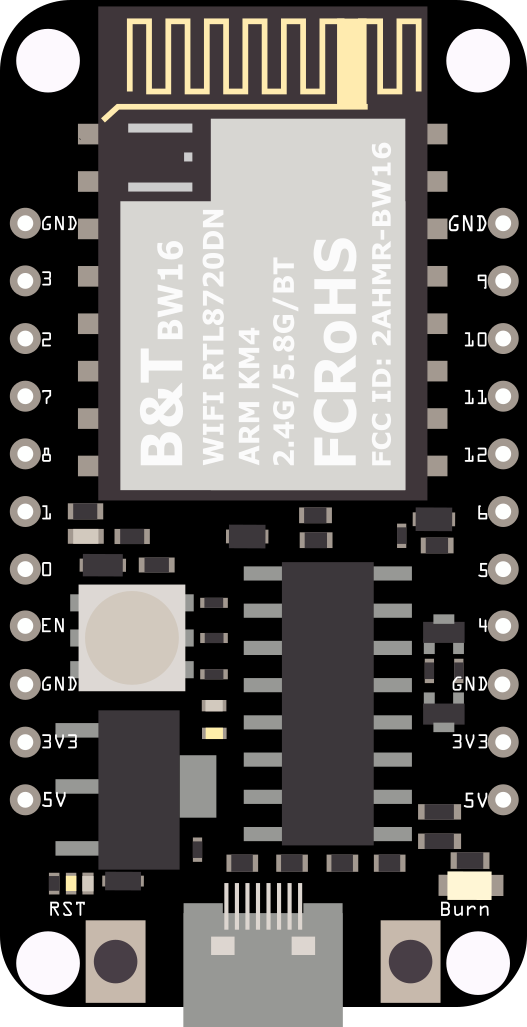 B&T BW16
WIFI RTL8720DN
ARM KM4
2.4G/5.8G/BT
FCRoHS
FCC ID: 2AHMR-BW16
GND
3
2
7
8
1
0
EN
GND
3V3
5V
GND
9
10
11
12
6
5
4
GND
3V3
5V
RST
Burn